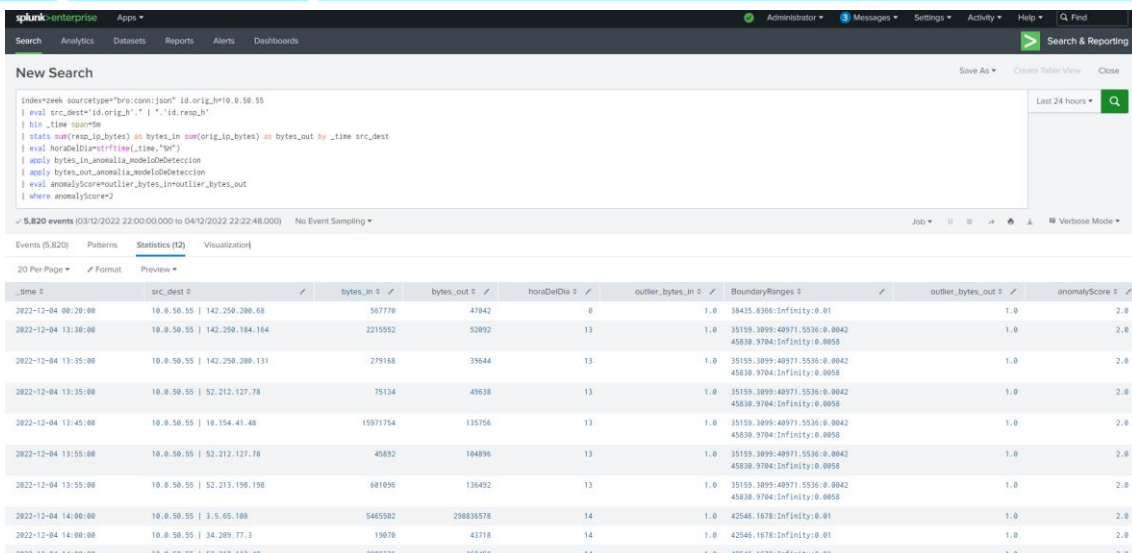 splunk>enterprise Apps ▾ Administrator ▾ 3 Messages ▾ Settings ▾ Activity ▾ Help ▾ Find
Search Analytics Datasets Reports Alerts Dashboards Search & Reporting
New Search Save As ▾ Create Table View Close
index=zeek sourcetype="bro:conn:json" id.orig_h=10.0.50.55 Last 24 hours ▾
| eval src_dest='id.orig_h'." | ".'id.resp_h'
| bin _time span=5m
| stats sum(resp_ip_bytes) as bytes_in sum(orig_ip_bytes) as bytes_out by _time src_dest
| eval horaDelDia=strftime(_time,"%H")
| apply bytes_in_anomalia_modeloDeDeteccion
| apply bytes_out_anomalia_modeloDeDeteccion
| eval anomalyScore=outlier_bytes_in+outlier_bytes_out
| where anomalyScore=2
✓ 5,820 events (03/12/2022 22:00:00.000 to 04/12/2022 22:22:48.000) No Event Sampling ▾ Job ▾ Verbose Mode ▾
Events (5,820) Patterns Statistics (12) Visualization
20 Per Page ▾ Format Preview ▾
_time src_dest bytes_in bytes_out horaDelDia outlier_bytes_in BoundaryRanges outlier_bytes_out anomalyScore
2022-12-04 00:20:00 10.0.50.55 | 142.250.200.68 567770 47042 0 1.0 38435.8366:Infinity:0.01 1.0 2.0
2022-12-04 13:30:00 10.0.50.55 | 142.250.184.164 2215552 52092 13 1.0 35159.3099:40971.5536:0.0042 1.0 2.0
45830.9704:Infinity:0.0058
2022-12-04 13:35:00 10.0.50.55 | 142.250.200.131 279168 39644 13 1.0 35159.3099:40971.5536:0.0042 1.0 2.0
45830.9704:Infinity:0.0058
2022-12-04 13:35:00 10.0.50.55 | 52.212.127.78 75134 49638 13 1.0 35159.3099:40971.5536:0.0042 1.0 2.0
45830.9704:Infinity:0.0058
2022-12-04 13:45:00 10.0.50.55 | 18.154.41.48 15971754 135756 13 1.0 35159.3099:40971.5536:0.0042 1.0 2.0
45830.9704:Infinity:0.0058
2022-12-04 13:55:00 10.0.50.55 | 52.212.127.78 45892 104896 13 1.0 35159.3099:40971.5536:0.0042 1.0 2.0
45830.9704:Infinity:0.0058
2022-12-04 13:55:00 10.0.50.55 | 52.213.198.198 601096 136492 13 1.0 35159.3099:40971.5536:0.0042 1.0 2.0
45830.9704:Infinity:0.0058
2022-12-04 14:00:00 10.0.50.55 | 3.5.65.108 5465502 298836578 14 1.0 42546.1678:Infinity:0.01 1.0 2.0
2022-12-04 14:00:00 10.0.50.55 | 34.209.77.3 19070 43718 14 1.0 42546.1678:Infinity:0.01 1.0 2.0